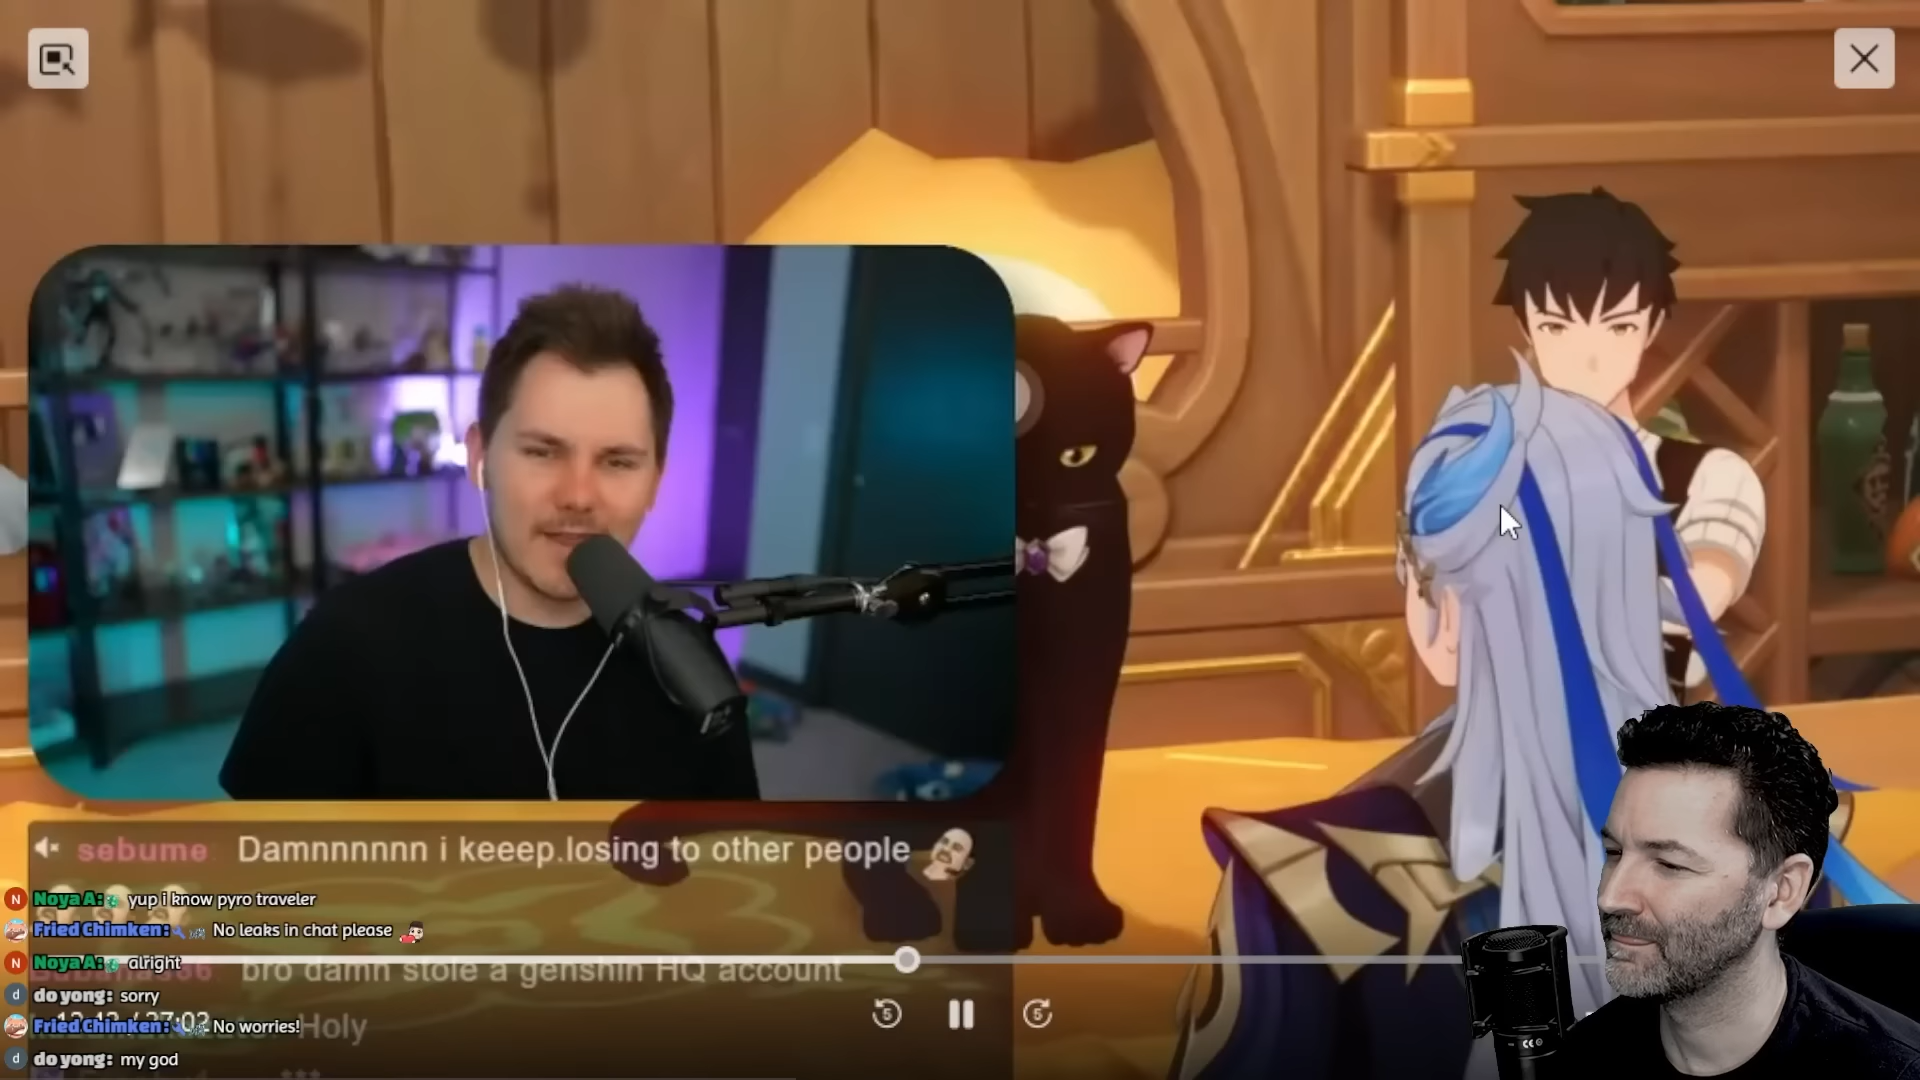 sebume Damnnnnnn i keeep.losing to other people
Noya A: yup i know pyro traveler
Fried Chimken: No leaks in chat please
Noya A: alright
bro damn stole a genshin HQ account
do yong: sorry
Fried Chimken: No worries!
Holy
do yong: my god
5
5